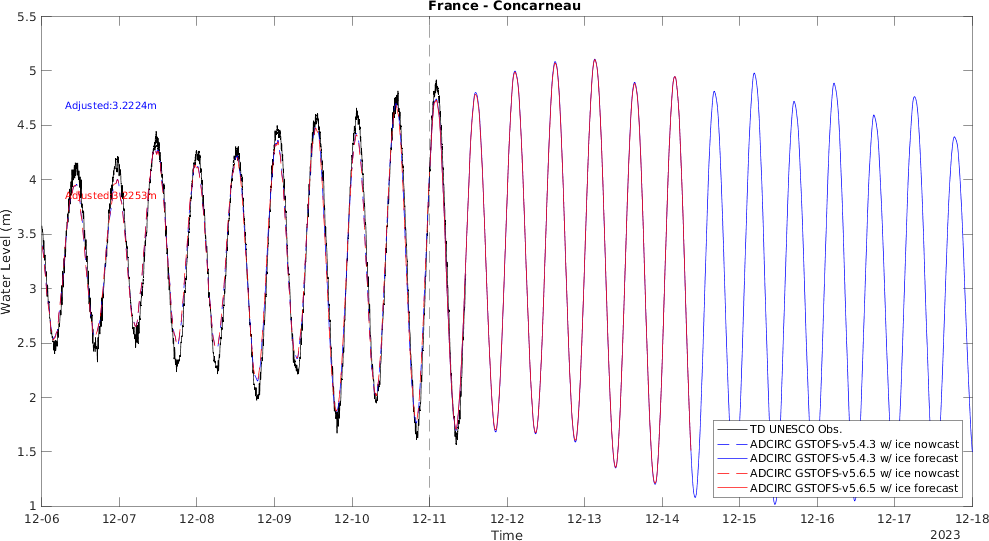 France - Concarneau
5.5
5
4.5
4
3.5
3
2.5
2
1.5
1
Water Level (m)
Adjusted:3.2224m
Adjusted:3.2253m
TD UNESCO Obs.
ADCIRC GSTOFS-v5.4.3 w/ ice nowcast
ADCIRC GSTOFS-v5.4.3 w/ ice forecast
ADCIRC GSTOFS-v5.6.5 w/ ice nowcast
ADCIRC GSTOFS-v5.6.5 w/ ice forecast
12-06 12-07 12-08 12-09 12-10 12-11 12-12 12-13 12-14 12-15 12-16 12-17 12-18
Time
2023